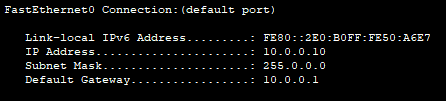 FastEthernet0 Connection:(default port)
Link-local IPv6 Address.........: FE80::2E0:B0FF:FE50:A6E7
IP Address......................: 10.0.0.10
Subnet Mask.....................: 255.0.0.0
Default Gateway.................: 10.0.0.1